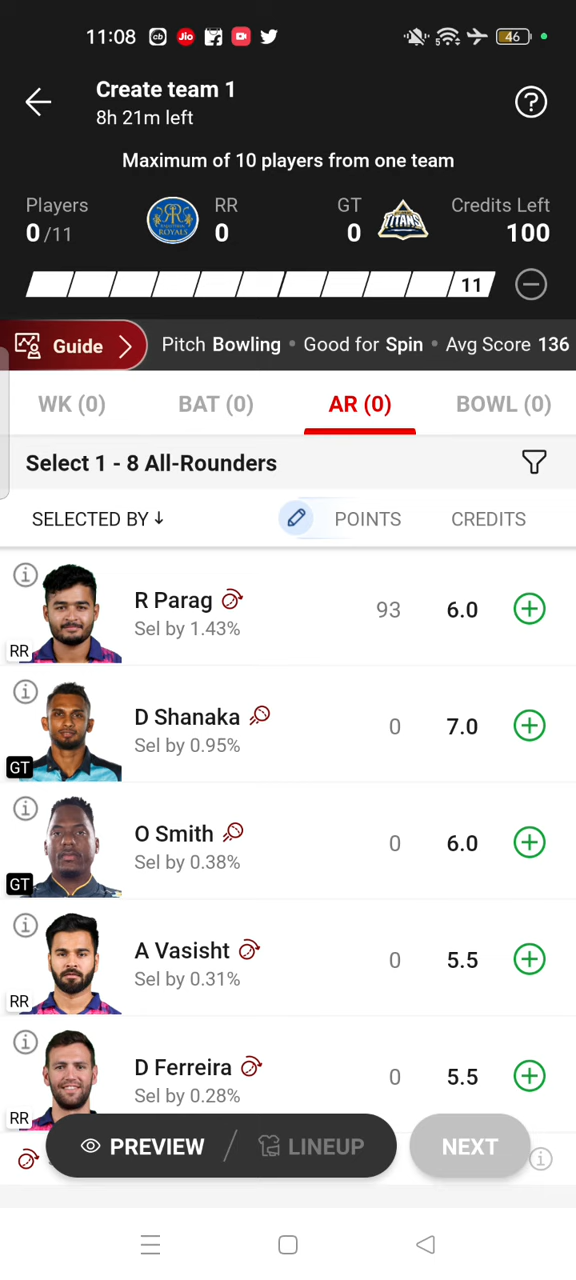 11:08 cb Jio 5 46
Create team 1
8h 21m left
?
Maximum of 10 players from one team
Players RR GT Credits Left
0/11 ROYALS 0 0 TITANS 100
11
Guide Pitch Bowling • Good for Spin • Avg Score 136
WK (0) BAT (0) AR (0) BOWL (0)
Select 1 - 8 All-Rounders
SELECTED BY ↓ POINTS CREDITS
R Parag
Sel by 1.43%
93 6.0
RR
D Shanaka
Sel by 0.95%
0 7.0
GT
O Smith
Sel by 0.38%
0 6.0
GT
A Vasisht
Sel by 0.31%
0 5.5
RR
D Ferreira
Sel by 0.28%
0 5.5
RR
PREVIEW / LINEUP NEXT